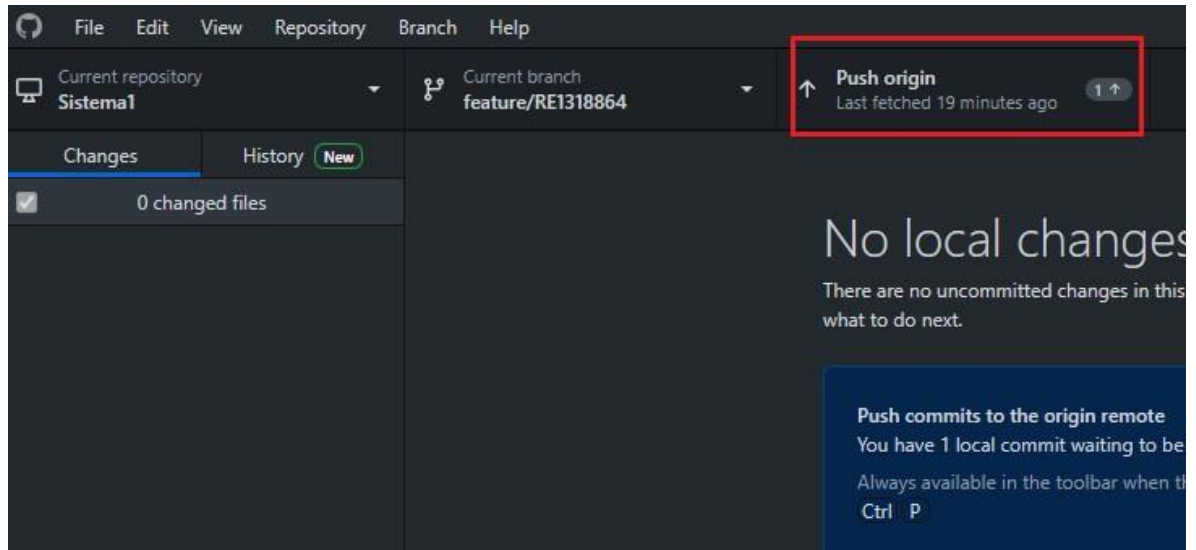 File Edit View Repository Branch Help
Current repository
Sistema1
Current branch
feature/RE1318864
Push origin
Last fetched 19 minutes ago
1
Changes
History New
0 changed files
No local changes
There are no uncommitted changes in this
what to do next.
Push commits to the origin remote
You have 1 local commit waiting to be
Always available in the toolbar when th
Ctrl P